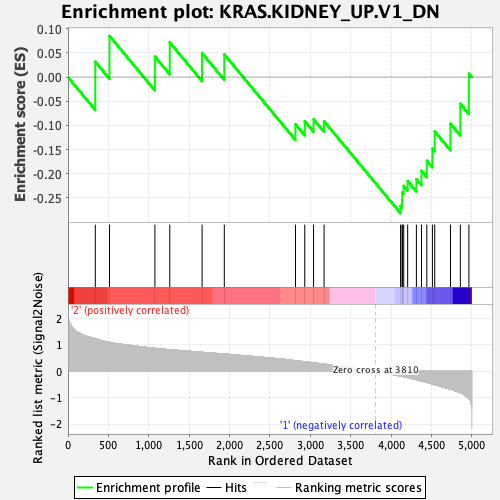 Enrichment plot: KRAS.KIDNEY_UP.V1_DN
Enrichment score (ES)
0.10
0.05
0.00
-0.05
-0.10
-0.15
-0.20
-0.25
'2' (positively correlated)
Ranked list metric (Signal2Noise)
2
1
0
-1
-2
Zero cross at 3810
'1' (negatively correlated)
0 500 1,000 1,500 2,000 2,500 3,000 3,500 4,000 4,500 5,000
Rank in Ordered Dataset
Enrichment profile Hits Ranking metric scores